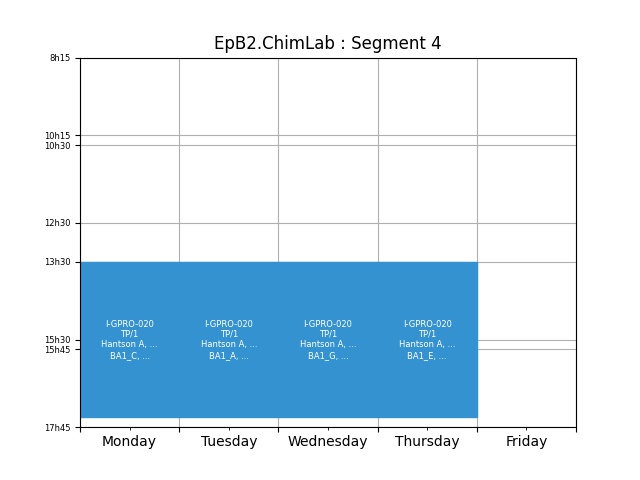 EpB2.ChimLab : Segment 4
8h15
10h15
10h30
12h30
13h30
15h30
15h45
17h45
I-GPRO-020
TP/1
Hantson A, ...
BA1_C, ...
I-GPRO-020
TP/1
Hantson A, ...
BA1_A, ...
I-GPRO-020
TP/1
Hantson A, ...
BA1_G, ...
I-GPRO-020
TP/1
Hantson A, ...
BA1_E, ...
Monday
Tuesday
Wednesday
Thursday
Friday